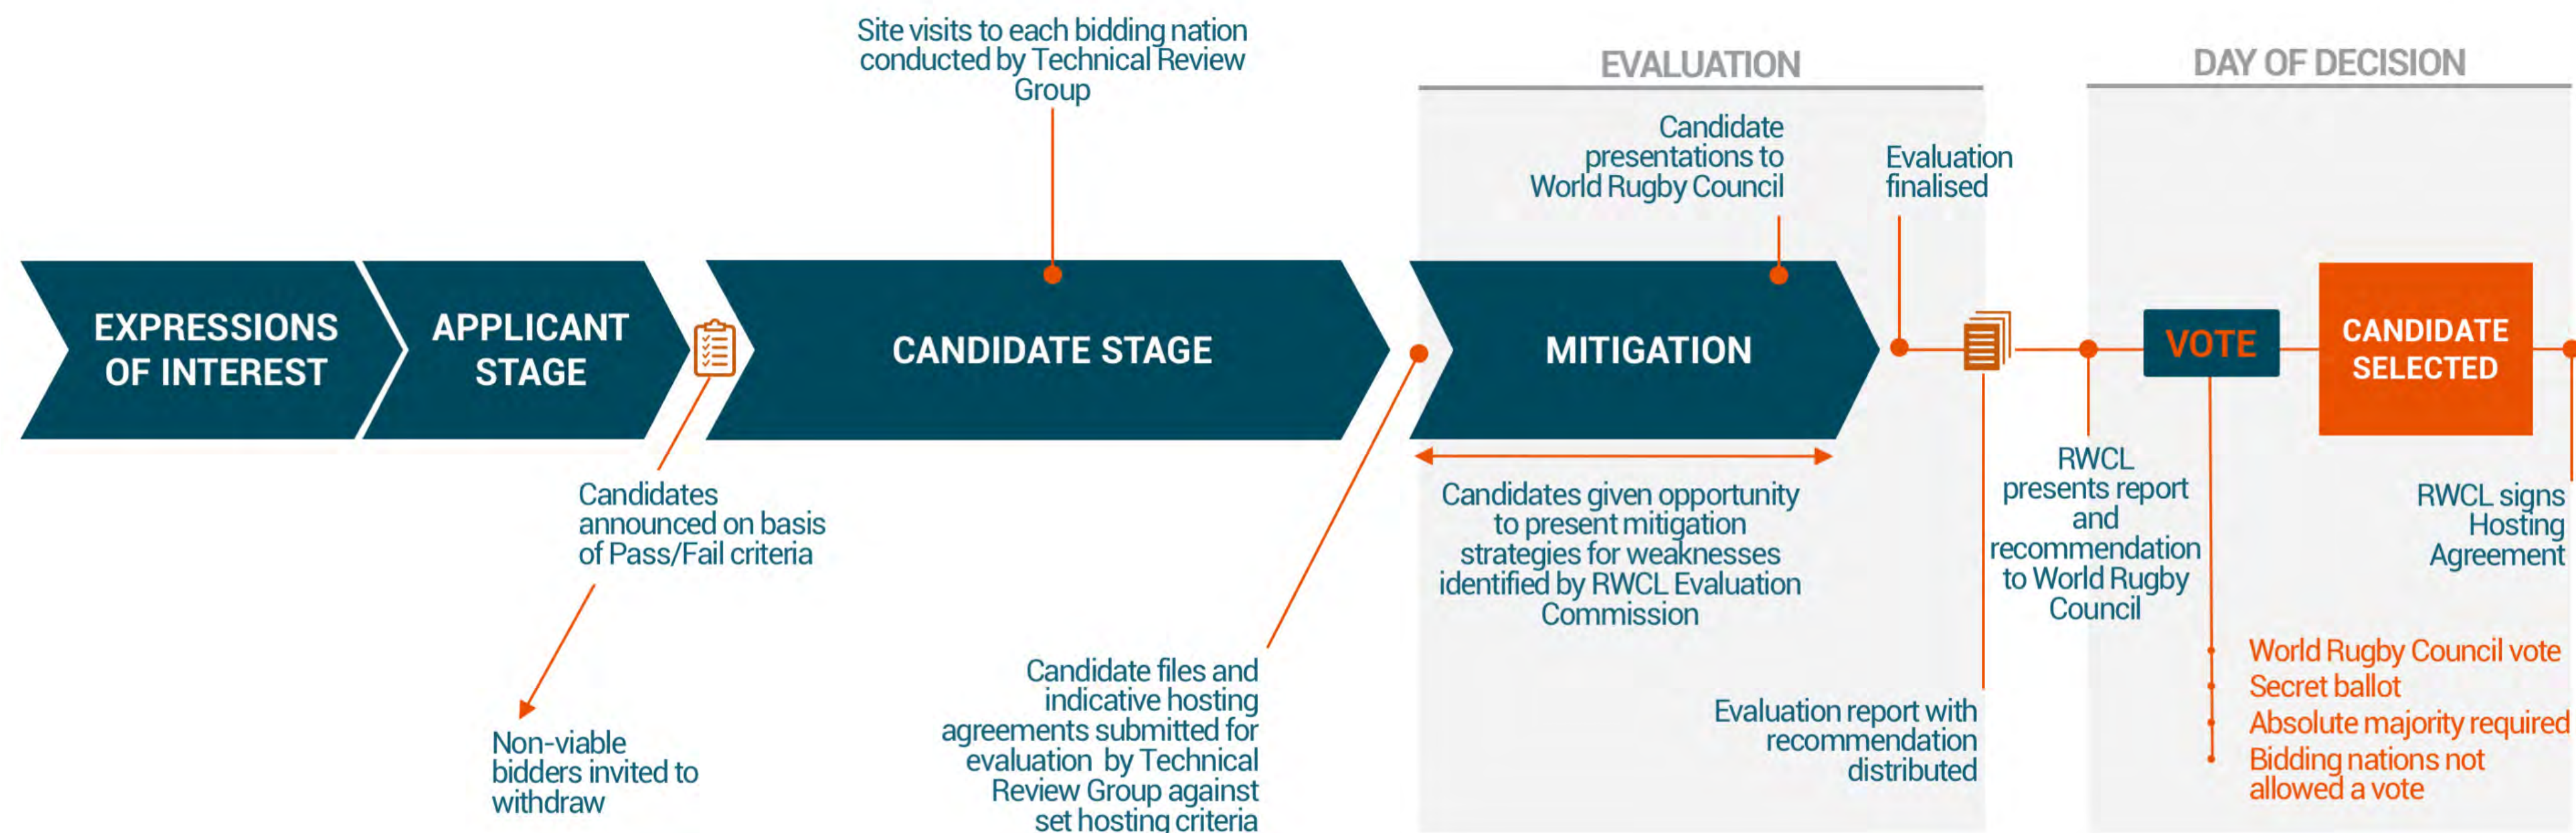 Site visits to each bidding nation
conducted by Technical Review
Group
EVALUATION
DAY OF DECISION
Candidate
presentations to
World Rugby Council
Evaluation
finalised
EXPRESSIONS
OF INTEREST
APPLICANT
STAGE
CANDIDATE STAGE
MITIGATION
VOTE
CANDIDATE
SELECTED
Candidates
announced on basis
of Pass/Fail criteria
Non-viable
bidders invited to
withdraw
Candidate files and
indicative hosting
agreements submitted for
evaluation by Technical
Review Group against
set hosting criteria
Candidates given opportunity
to present mitigation
strategies for weaknesses
identified by RWCL Evaluation
Commission
Evaluation report with
recommendation
distributed
RWCL
presents report
and
recommendation
to World Rugby
Council
RWCL signs
Hosting
Agreement
World Rugby Council vote
Secret ballot
Absolute majority required
Bidding nations not
allowed a vote